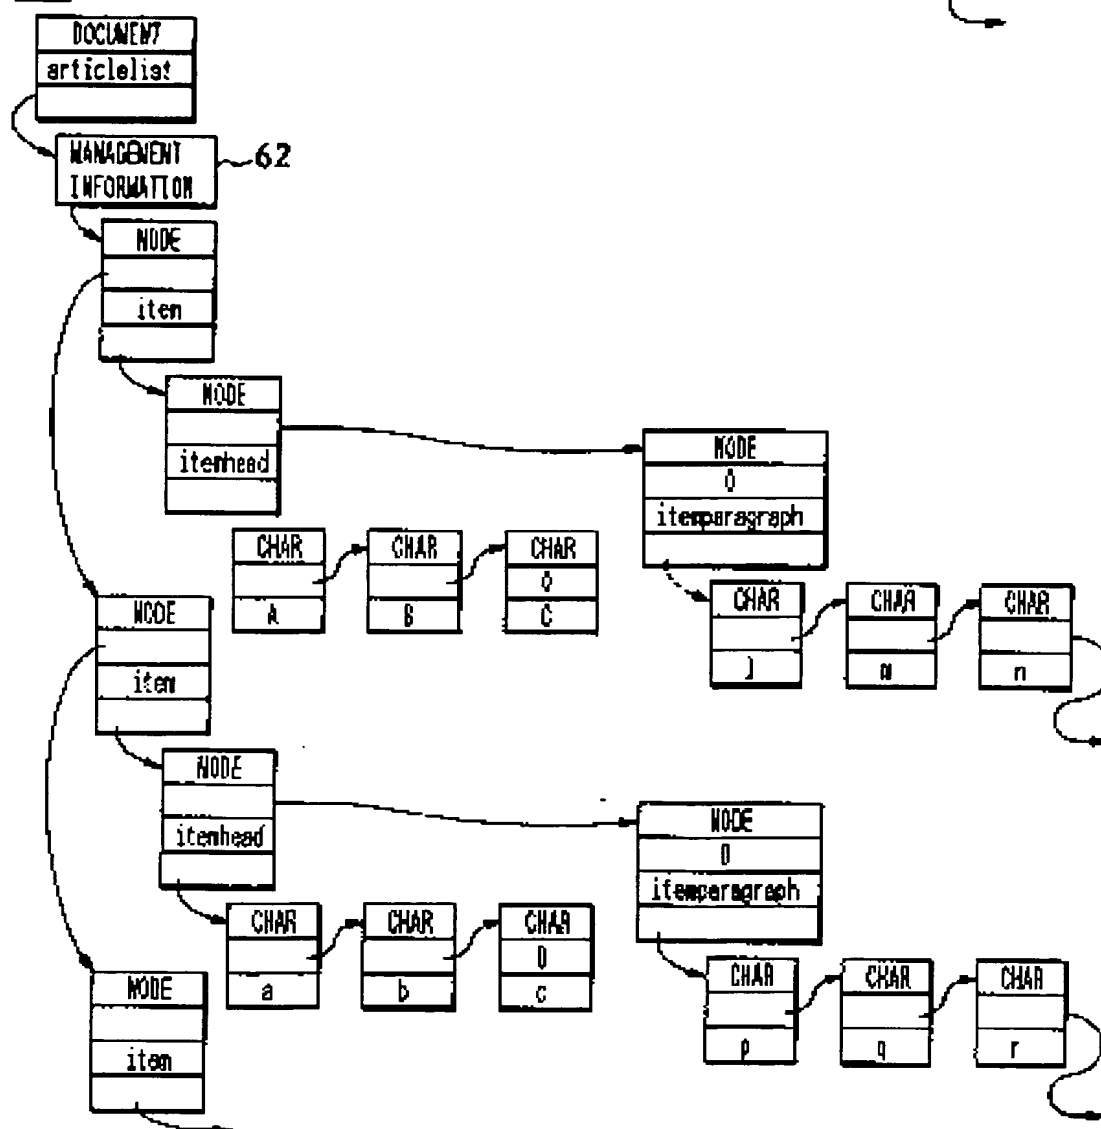 DOCUMENT
articlelist
MANAGEMENT
INFORMATION
62
NODE
item
NODE
itemhead
NODE
0
itemparagraph
CHAR
A
CHAR
B
CHAR
0
C
CHAR
CHAR
m
CHAR
n
NODE
item
NODE
itemhead
NODE
0
itemparagraph
CHAR
a
CHAR
b
CHAR
0
c
CHAR
p
CHAR
q
CHAR
r
NODE
item